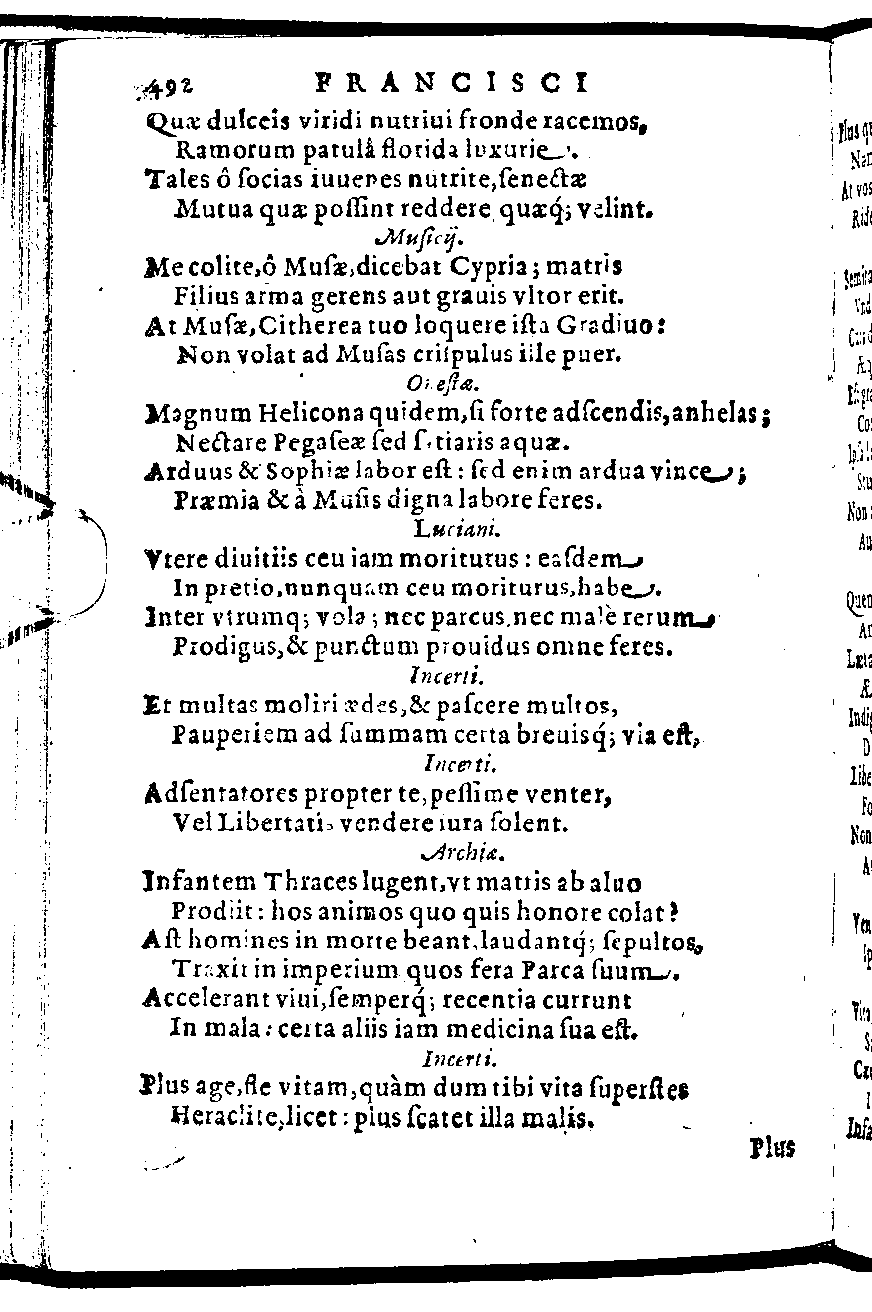 492 FRANCISCI
Quæ dulceis viridi nutriui fronde racemos,
Ramorum patulâ florida luxurie.
Tales ô socias iuuenes nutrite, senectæ
Mutua quæ possint reddere quæq́; velint.
Musicij.
Me colite, ô Musæ, dicebat Cypria; matris
Filius arma gerens aut grauis vltor erit.
At Musæ, Citherea tuo loquere ista Gradiuo:
Non volat ad Musas crispulus ille puer.
Onestæ.
Magnum Helicona quidem, si forte adscendis, anhelas;
Nectare Pegaseæ sed sitiaris aquæ.
Arduus & Sophiæ labor est: sed enim ardua vince;
Præmia & à Musis digna labore feres.
Luciani.
Vtere diuitiis ceu iam moriturus: easdem
In pretio, nunquam ceu moriturus, habe.
Inter vtrumq; vola; nec parcus, nec malè rerum
Prodigus, & punctum prouidus omne feres.
Incerti.
Et multas moliri ædes, & pascere multos,
Pauperiem ad summam certa breuisq́; via est,
Incerti.
Adsentatores propter te, pessime venter,
Vel Libertatis vendere iura solent.
Archiæ.
Infantem Thraces lugent, vt matris ab aluo
Prodiit: hos animos quo quis honore colat?
Ast homines in morte beant, laudantq́; sepultos,
Traxit in imperium quos fera Parca suum.
Accelerant viui, semperq́; recentia currunt
In mala: certa aliis iam medicina sua est.
Incerti.
Plus age, fle vitam, quàm dum tibi vita superstes
Heraclite, licet: plus scatet illa malis.
Plus